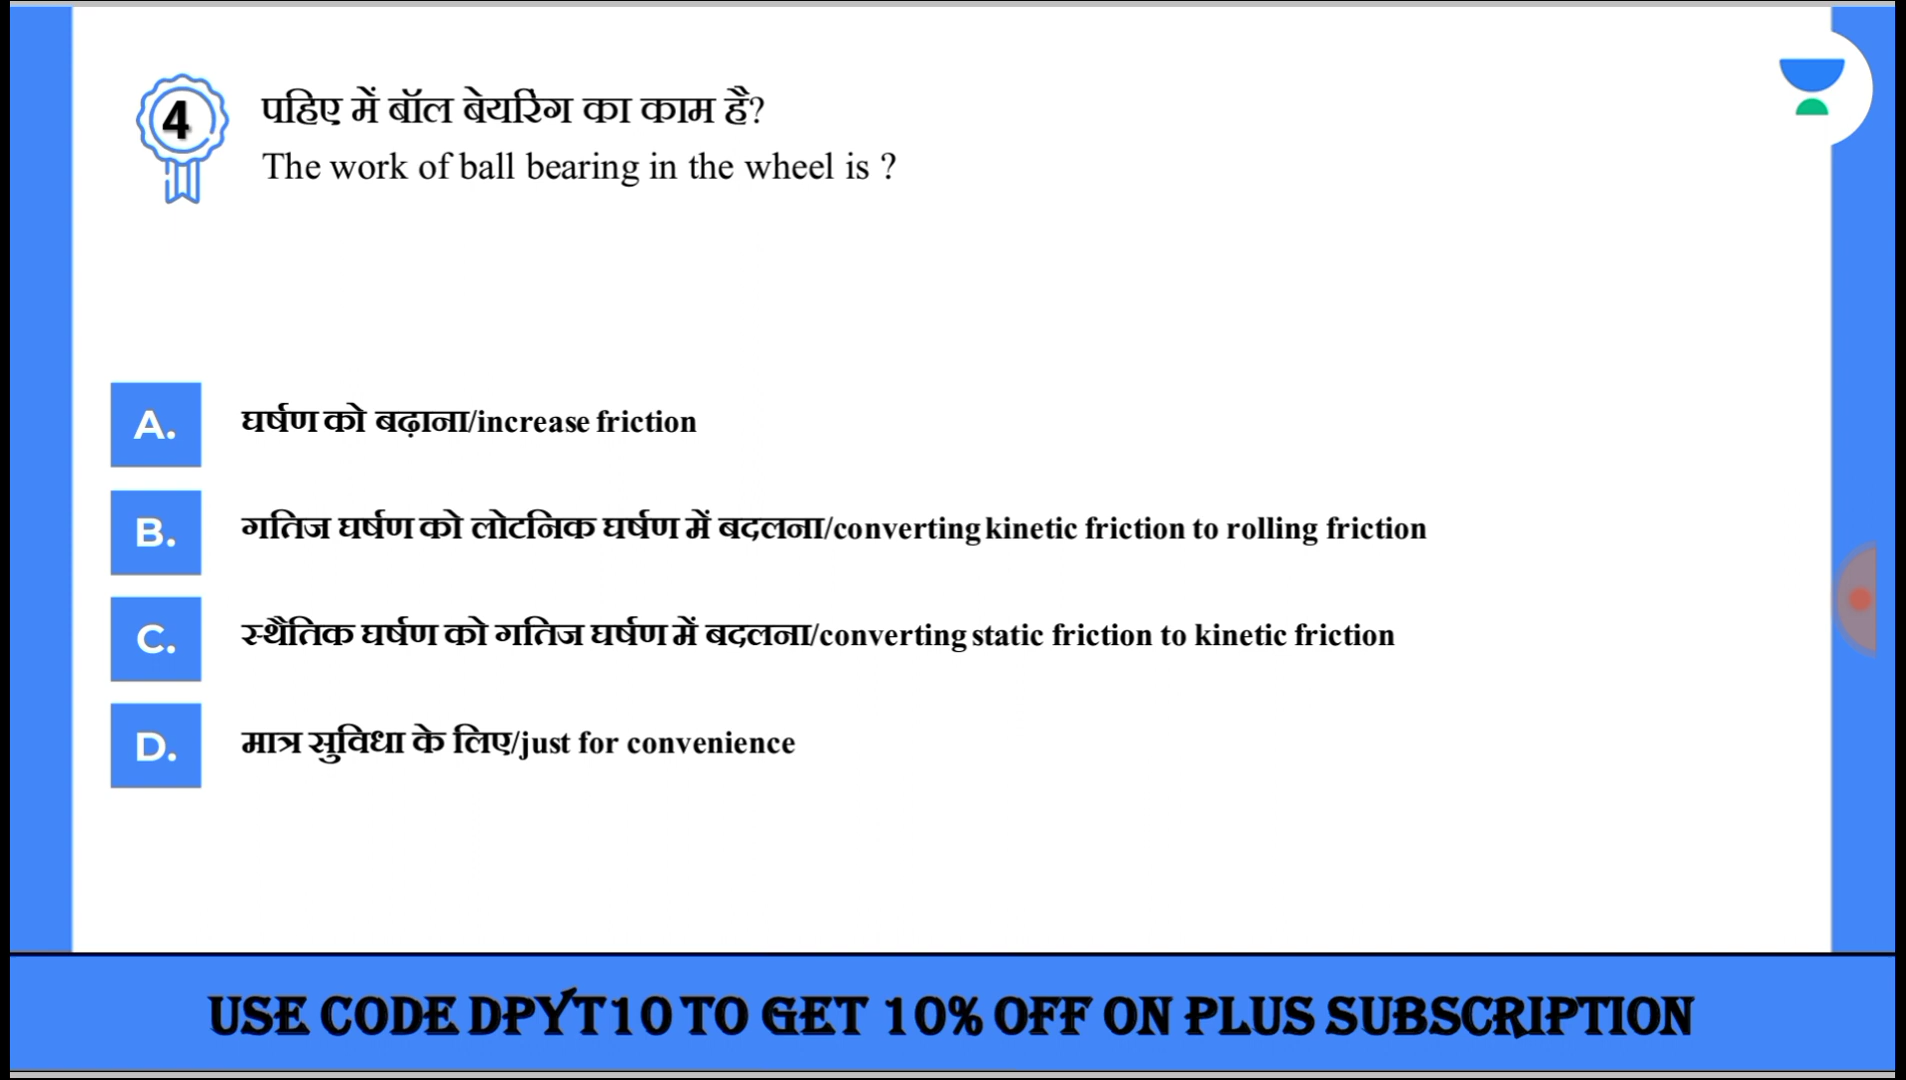 4
पहिए में बॉल बेयरिंग का काम है?
The work of ball bearing in the wheel is ?
A. घर्षण को बढ़ाना/increase friction
B. गतिज घर्षण को लोटनिक घर्षण में बदलना/converting kinetic friction to rolling friction
C. स्थैतिक घर्षण को गतिज घर्षण में बदलना/converting static friction to kinetic friction
D. मात्र सुविधा के लिए/just for convenience
USE CODE DPYT10 TO GET 10% OFF ON PLUS SUBSCRIPTION